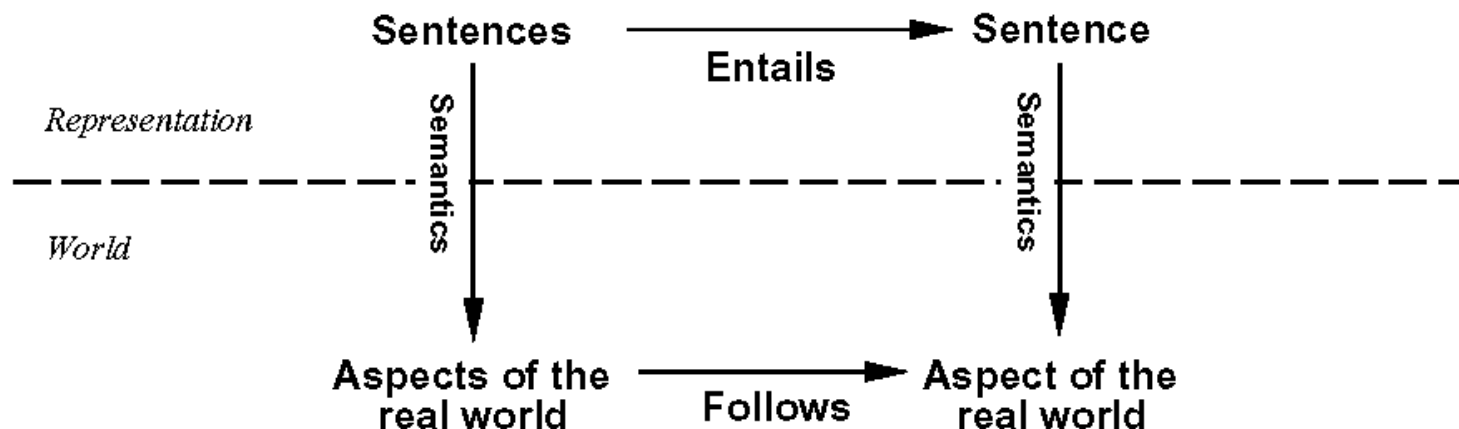 Sentences
Sentence
Entails
Semantics
Semantics
Representation
World
Aspects of the
real world
Follows
Aspect of the
real world